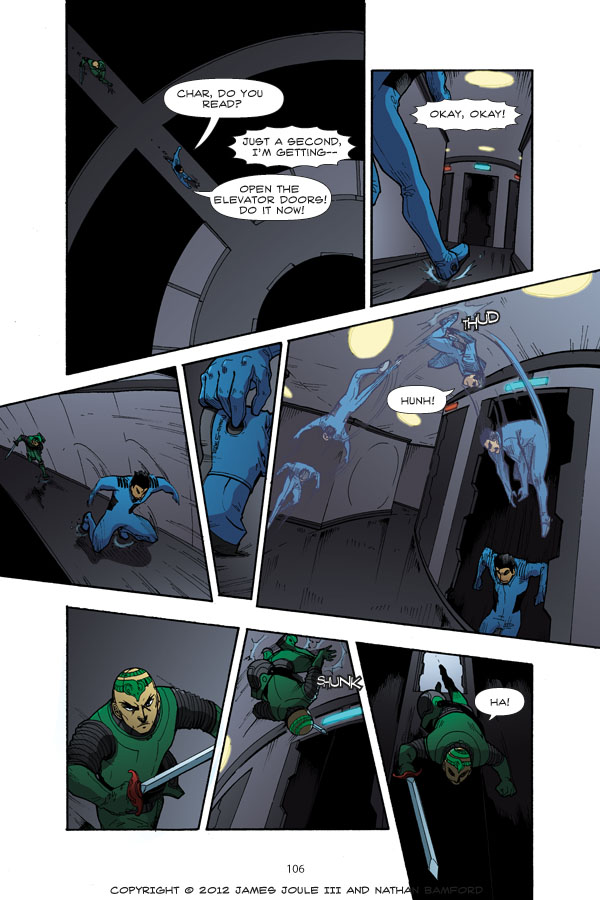 CHAR, DO YOU
READ?
JUST A SECOND,
I'M GETTING--
OPEN THE
ELEVATOR DOORS!
DO IT NOW!
OKAY, OKAY!
THUD
HUNH!
SHUNK
HA!
106
COPYRIGHT © 2012 JAMES JOULE III AND NATHAN BAMFORD